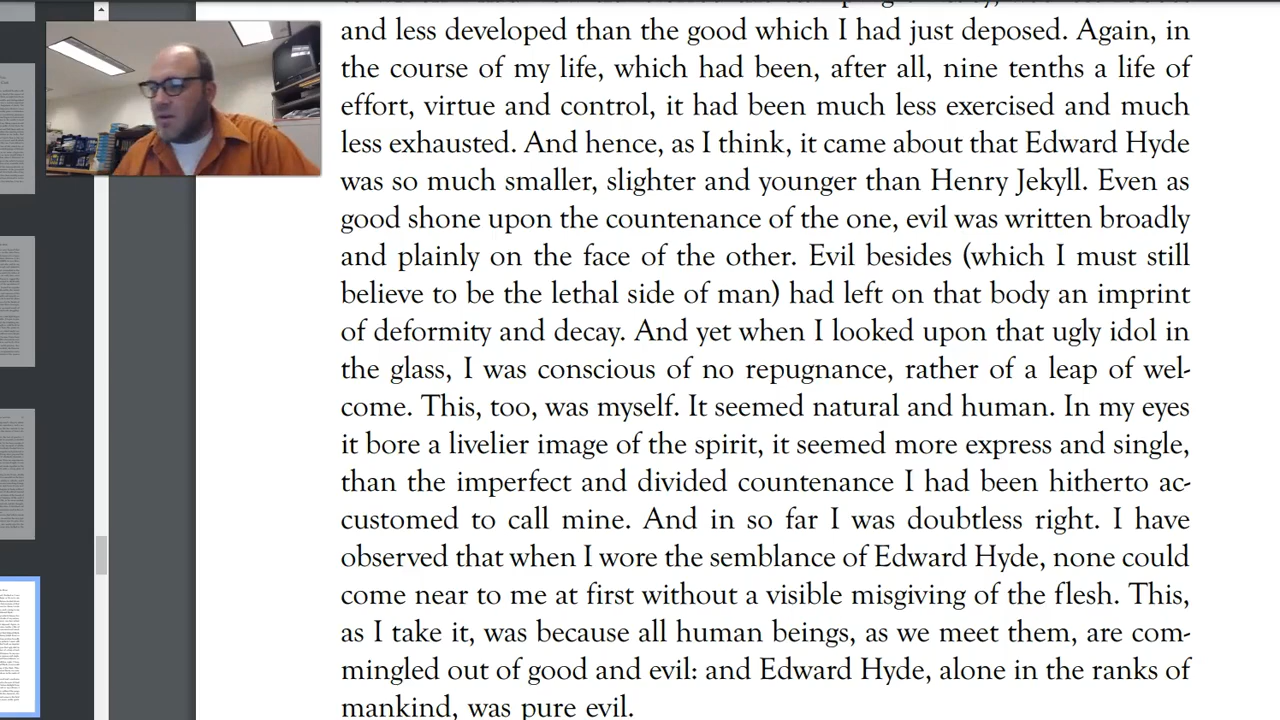 and less developed than the good which I had just deposed. Again, in
the course of my life, which had been, after all, nine tenths a life of
effort, virtue and control, it had been much less exercised and much
less exhausted. And hence, as I think, it came about that Edward Hyde
was so much smaller, slighter and younger than Henry Jekyll. Even as
good shone upon the countenance of the one, evil was written broadly
and plainly on the face of the other. Evil besides (which I must still
believe to be the lethal side of man) had left on that body an imprint
of deformity and decay. And yet when I looked upon that ugly idol in
the glass, I was conscious of no repugnance, rather of a leap of wel-
come. This, too, was myself. It seemed natural and human. In my eyes
it bore a livelier image of the spirit, it seemed more express and single,
than the imperfect and divided countenance I had been hitherto ac-
customed to call mine. And in so far I was doubtless right. I have
observed that when I wore the semblance of Edward Hyde, none could
come near to me at first without a visible misgiving of the flesh. This,
as I take it, was because all human beings, as we meet them, are com-
mingled out of good and evil: and Edward Hyde, alone in the ranks of
mankind, was pure evil.